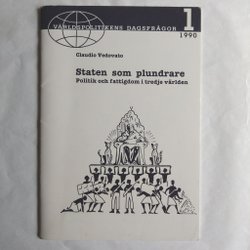 VÄRLDSPOLITIKENS DAGSFRÅGOR
1
1990
Claudio Vedovato
Staten som plundrare
Politik och fattigdom i tredje världen